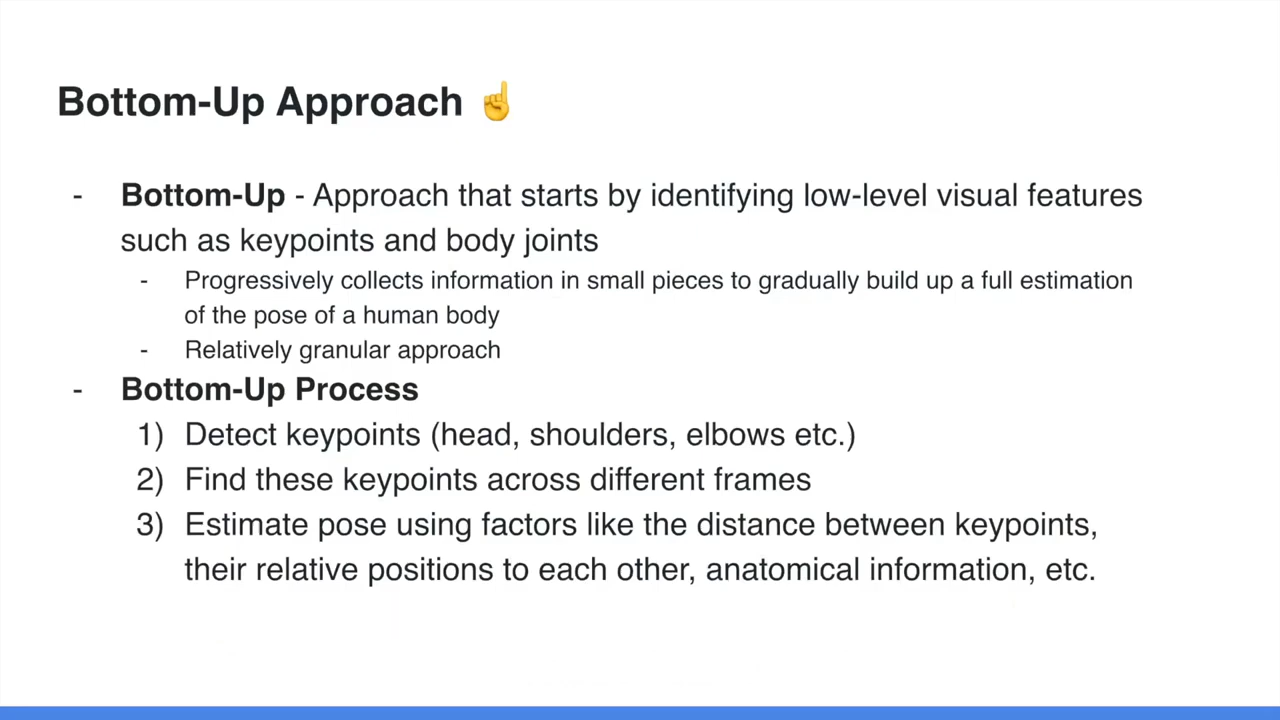 Bottom-Up Approach ☝️
- Bottom-Up - Approach that starts by identifying low-level visual features
such as keypoints and body joints
- Progressively collects information in small pieces to gradually build up a full estimation
of the pose of a human body
- Relatively granular approach
- Bottom-Up Process
1) Detect keypoints (head, shoulders, elbows etc.)
2) Find these keypoints across different frames
3) Estimate pose using factors like the distance between keypoints,
their relative positions to each other, anatomical information, etc.